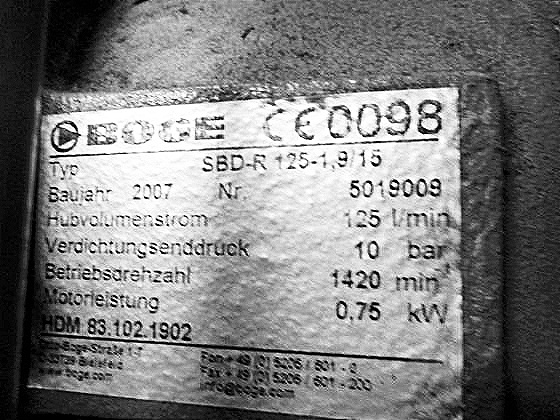 BOGE CE0098
Typ SBD-R 125-1,9/15
Baujahr 2007 Nr. 5019009
Hubvolumenstrom 125 l/min
Verdichtungsenddruck 10 bar
Betriebsdrehzahl 1420 min-1
Motorleistung 0,75 kW
HDM 83.102.1902
Otto-Boge-Straße 1-7 Fon + 49 (0) 5206 / 601 - 0
D-33739 Bielefeld Fax + 49 (0) 5206 / 601 - 200
www.boge.com info@boge.com